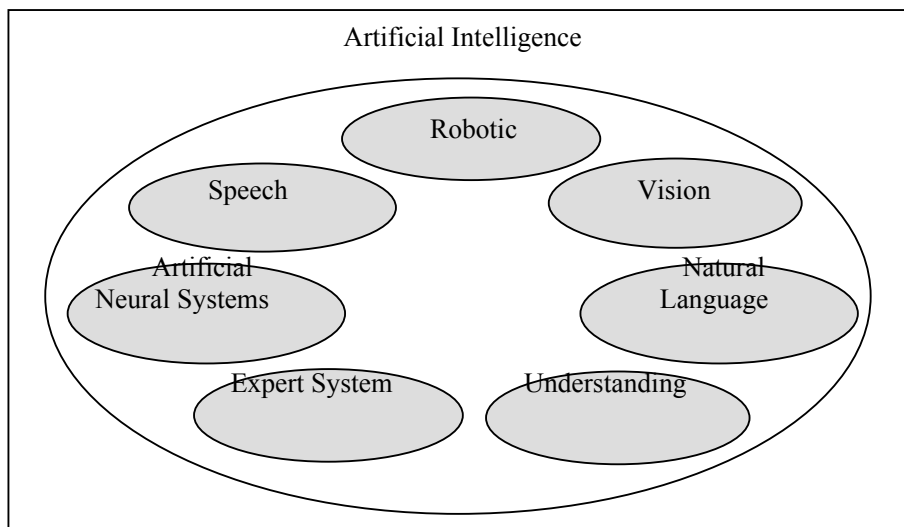 Artificial Intelligence
Robotic
Speech
Vision
Artificial
Neural Systems
Natural
Language
Expert System
Understanding